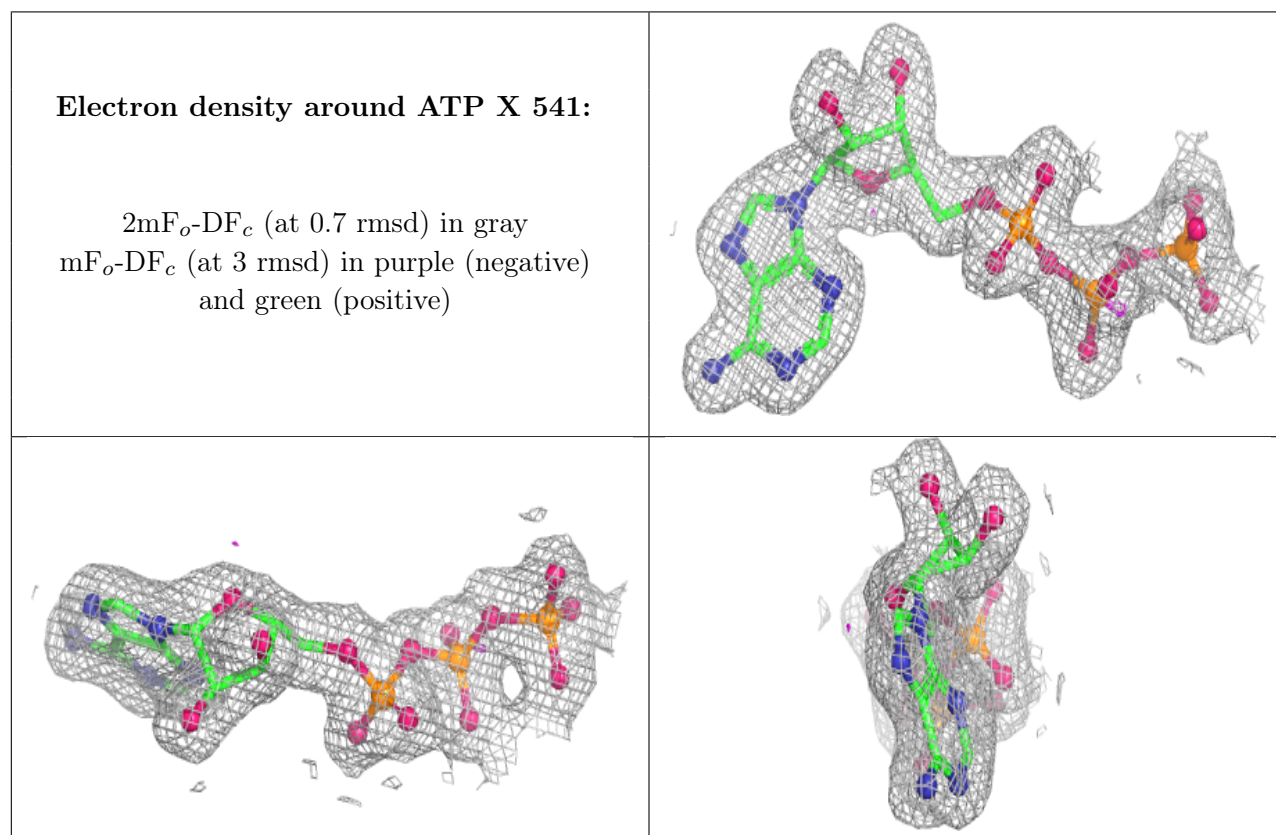 Electron density around ATP X 541:
2mFo-DFc (at 0.7 rmsd) in gray
mFo-DFc (at 3 rmsd) in purple (negative)
and green (positive)